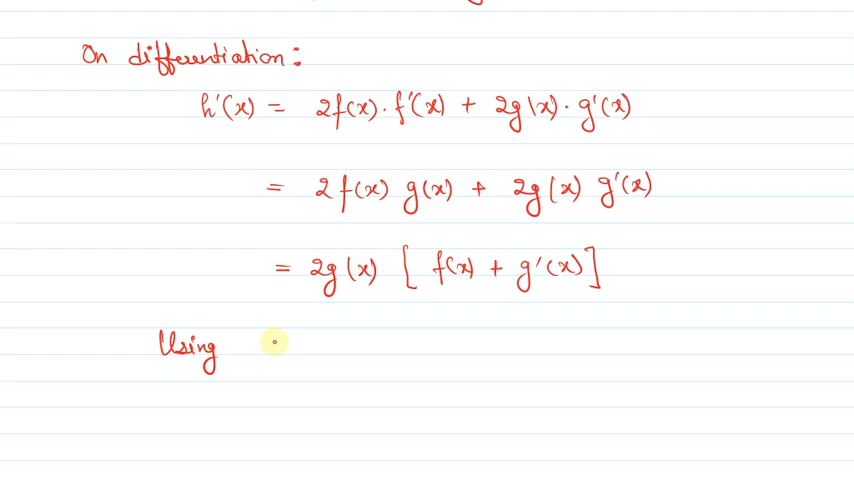 On differentiation:
h'(x) = 2f(x)·f'(x) + 2g(x)·g'(x)
= 2f(x) g(x) + 2g(x) g'(x)
= 2g(x) [ f(x) + g'(x) ]
Using